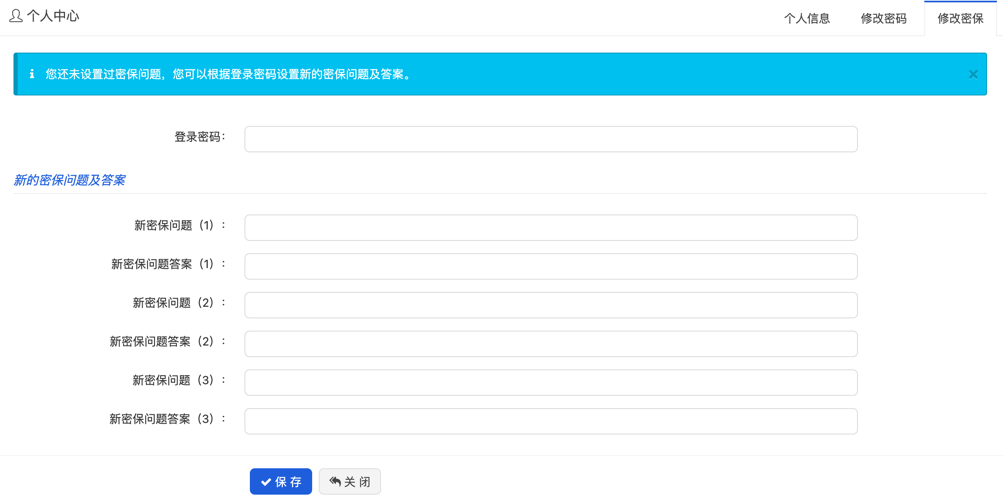 个人中心
个人信息 修改密码 修改密保
您还未设置过密保问题，您可以根据登录密码设置新的密保问题及答案。
登录密码：
新的密保问题及答案
新密保问题（1）：
新密保问题答案（1）：
新密保问题（2）：
新密保问题答案（2）：
新密保问题（3）：
新密保问题答案（3）：
保 存 关 闭